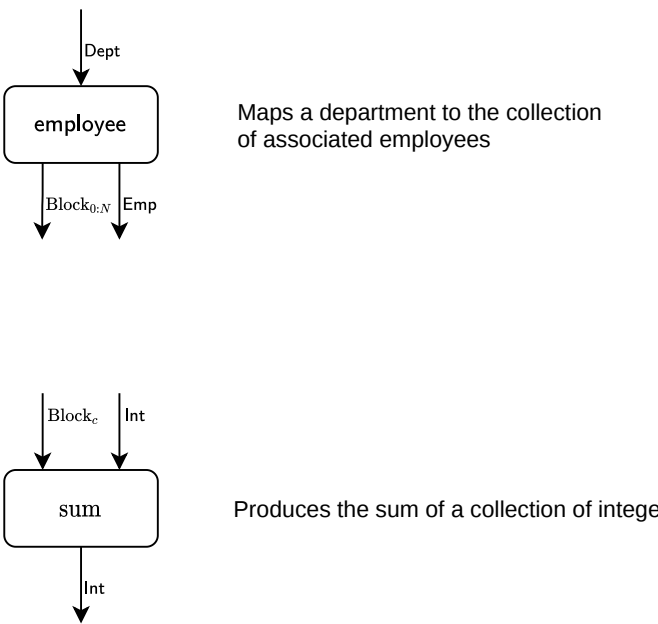 Dept
employee
Maps a department to the collection
of associated employees
Block0:N Emp
Blockc Int
sum
Produces the sum of a collection of intege
Int